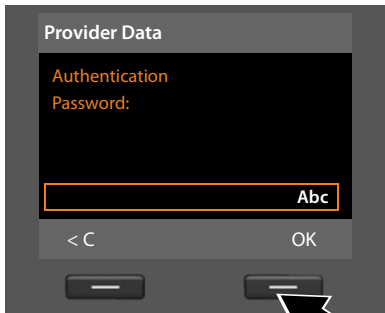 Provider Data
Authentication
Password:
Abc
< C OK